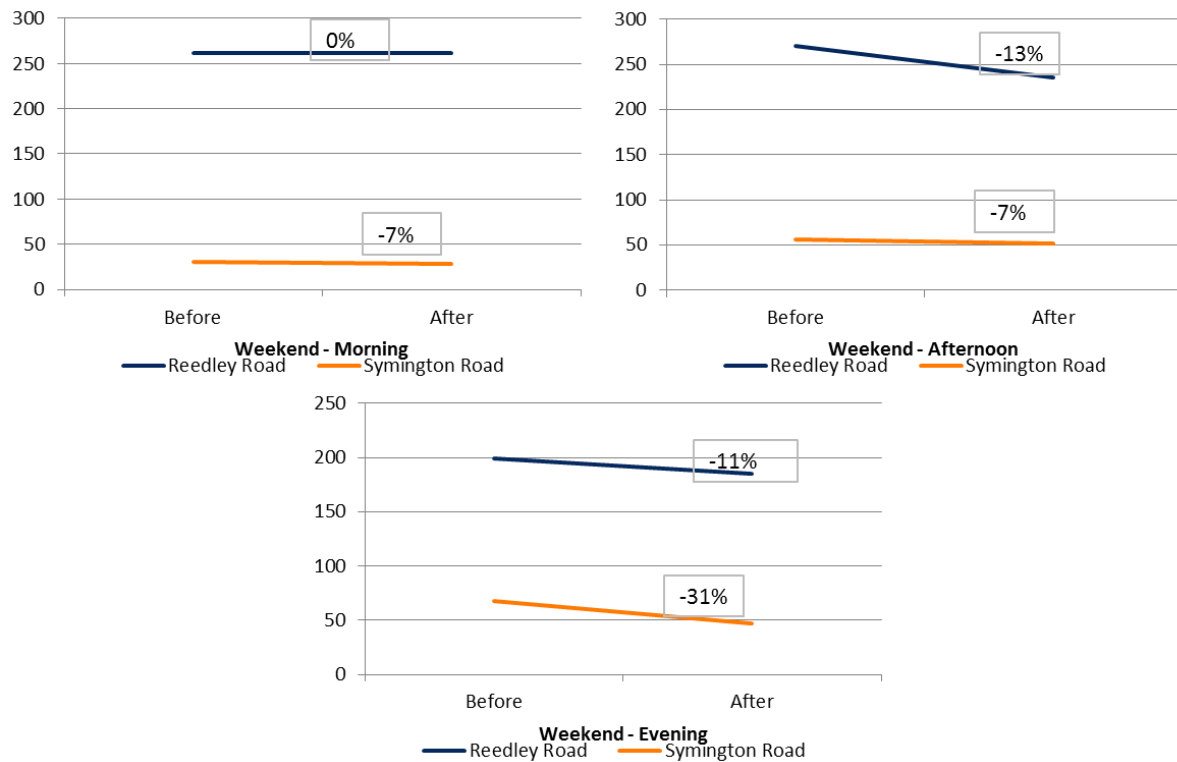 300
250
200
150
100
50
0
0%
-7%
Before After
Weekend - Morning
Reedley Road Symington Road
300
250
200
150
100
50
0
-13%
-7%
Before After
Weekend - Afternoon
Reedley Road Symington Road
250
200
150
100
50
0
-11%
-31%
Before After
Weekend - Evening
Reedley Road Symington Road